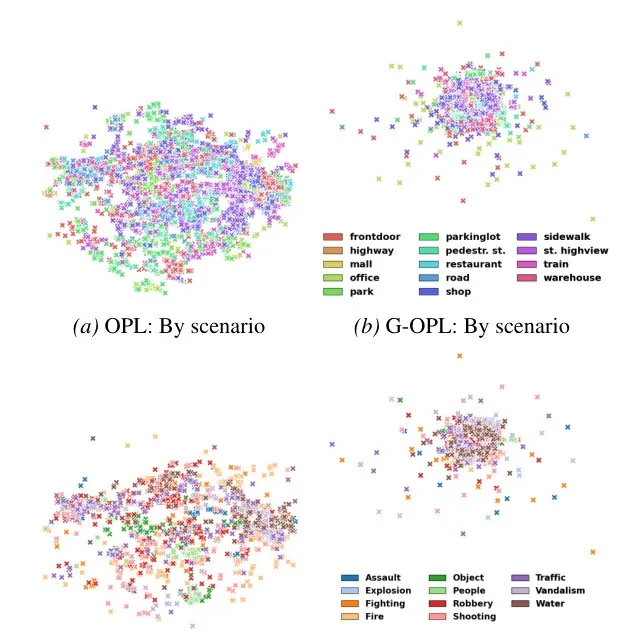 frontdoor parkinglot sidewalk
highway pedestr. st. st. highview
mall restaurant train
office road warehouse
park shop
(a) OPL: By scenario (b) G-OPL: By scenario
Assault Object Traffic
Explosion People Vandalism
Fighting Robbery Water
Fire Shooting